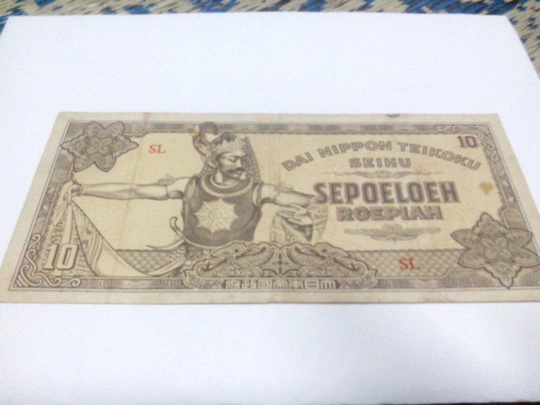 10
SL
DAI NIPPON TEIKOKU
SEIHU
SEPOELOEH
ROEPIAH
10
SL